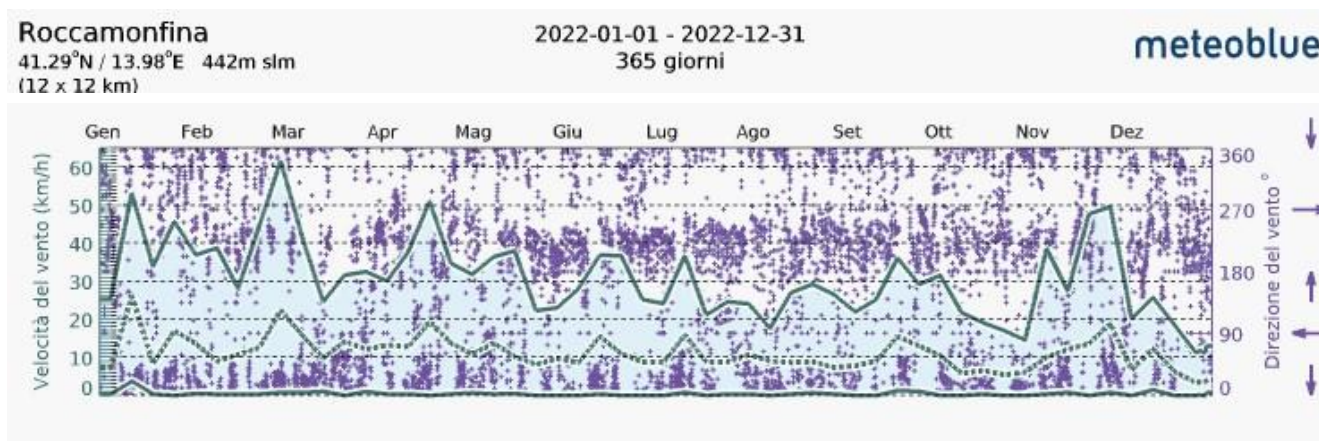 Roccamonfina
41.29°N / 13.98°E 442m slm
(12 x 12 km)
2022-01-01 - 2022-12-31
365 giorni
meteoblue
Gen Feb Mar Apr Mag Giu Lug Ago Set Ott Nov Dez
Velocità del vento (km/h)
60
50
40
30
20
10
0
360
270
180
90
0
Direzione del vento °